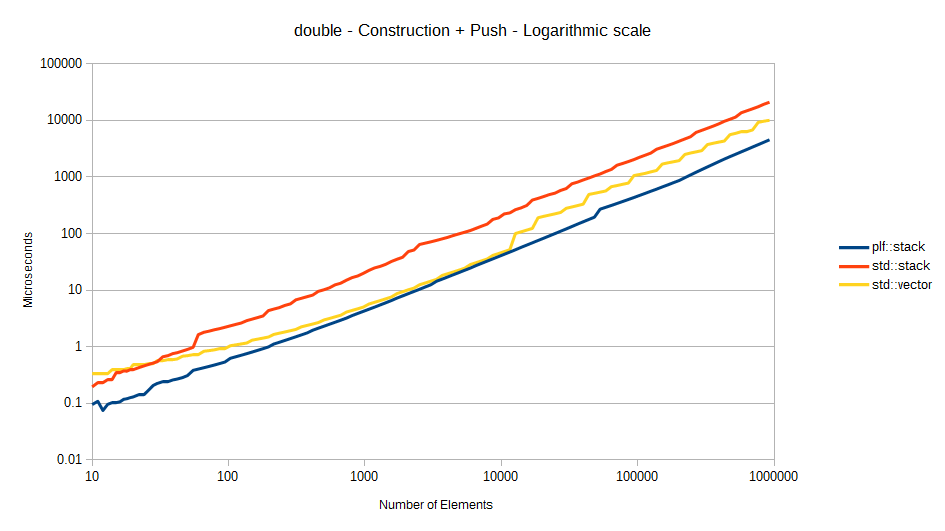 double - Construction + Push - Logarithmic scale
100000
10000
1000
100
10
1
0.1
0.01
Microseconds
10
100
1000
10000
100000
1000000
Number of Elements
plf::stack
std::stack
std::vector